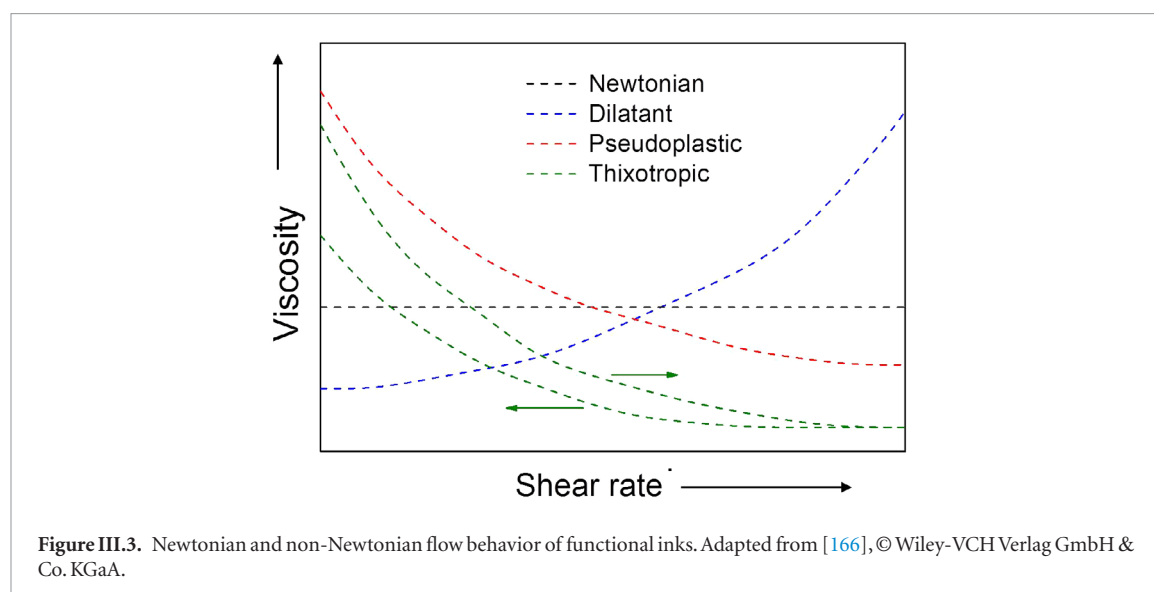 Newtonian
Dilatant
Pseudoplastic
Thixotropic
Viscosity
Shear rate
Figure III.3. Newtonian and non-Newtonian flow behavior of functional inks. Adapted from [166], © Wiley-VCH Verlag GmbH &
Co. KGaA.